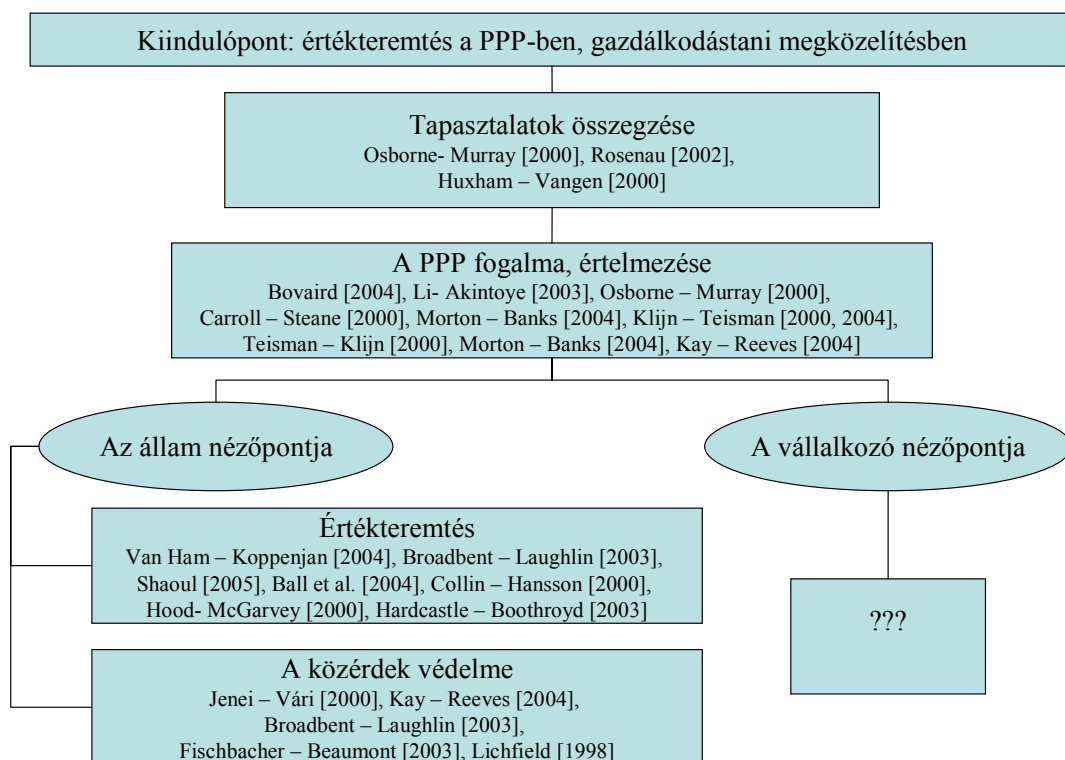 Kiindulópont: értékteremtés a PPP-ben, gazdálkodástani megközelítésben
Tapasztalatok összegzése
Osborne- Murray [2000], Rosenau [2002],
Huxham – Vangen [2000]
A PPP fogalma, értelmezése
Bovaird [2004], Li- Akintoye [2003], Osborne – Murray [2000],
Carroll – Steane [2000], Morton – Banks [2004], Klijn – Teisman [2000, 2004],
Teisman – Klijn [2000], Morton – Banks [2004], Kay – Reeves [2004]
Az állam nézőpontja
A vállalkozó nézőpontja
Értékteremtés
Van Ham – Koppenjan [2004], Broadbent – Laughlin [2003],
Shaoul [2005], Ball et al. [2004], Collin – Hansson [2000],
Hood- McGarvey [2000], Hardcastle – Boothroyd [2003]
???
A közérdek védelme
Jenei – Vári [2000], Kay – Reeves [2004],
Broadbent – Laughlin [2003],
Fischbacher – Beaumont [2003], Lichfield [1998]